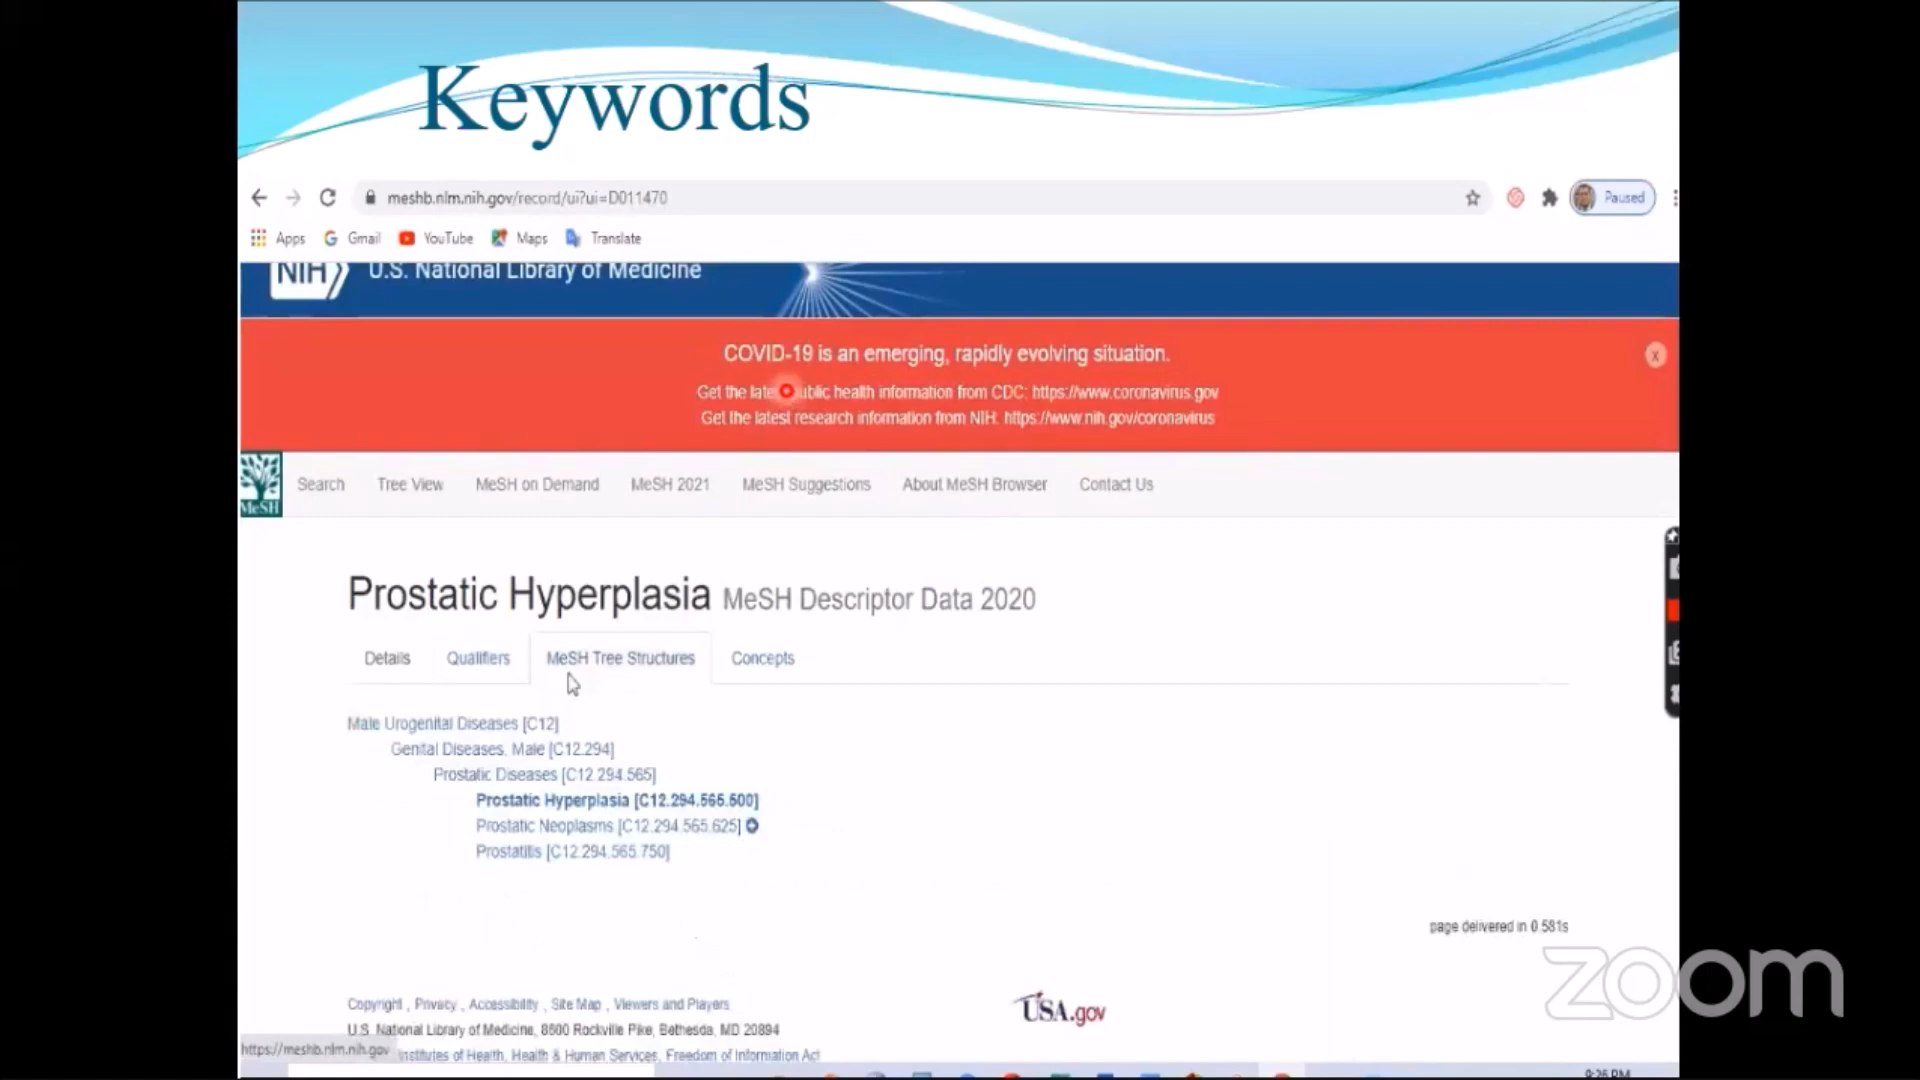 Keywords
meshb.nlm.nih.gov/record/ui?ui=D011470
Paused
Apps Gmail YouTube Maps Translate
NIH U.S. National Library of Medicine
COVID-19 is an emerging, rapidly evolving situation.
x
Get the late ublic health information from CDC: https://www.coronavirus.gov
Get the latest research information from NIH: https://www.nih.gov/coronavirus
MeSH Search Tree View MeSH on Demand MeSH 2021 MeSH Suggestions About MeSH Browser Contact Us
Prostatic Hyperplasia MeSH Descriptor Data 2020
Details Qualifiers MeSH Tree Structures Concepts
Male Urogenital Diseases [C12]
Genital Diseases, Male [C12.294]
Prostatic Diseases [C12.294.565]
Prostatic Hyperplasia [C12.294.565.500]
Prostatic Neoplasms [C12.294.565.625]
Prostatitis [C12.294.565.750]
page delivered in 0.581s
zoom
Copyright , Privacy , Accessibility , Site Map , Viewers and Players
USA.gov
U.S. National Library of Medicine, 8600 Rockville Pike, Bethesda, MD 20894
https://meshb.nlm.nih.gov
Institutes of Health, Health & Human Services, Freedom of Information Act
9:26 PM